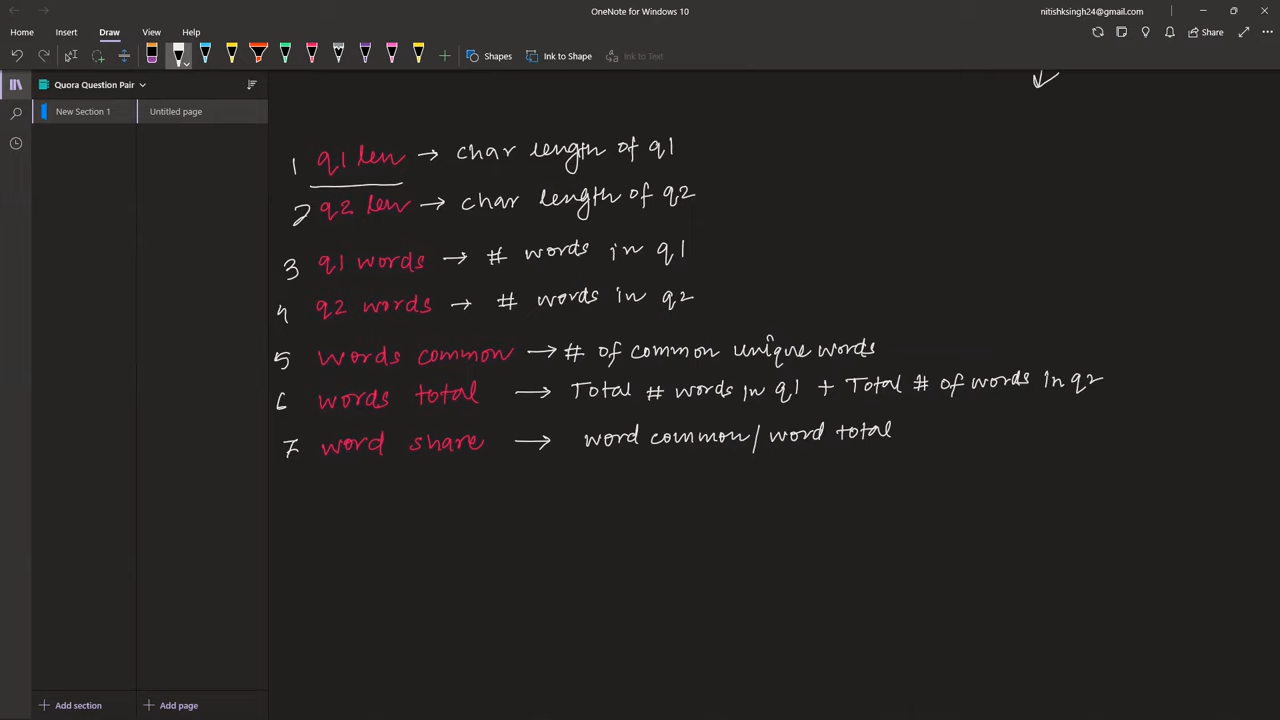 OneNote for Windows 10
nitishksingh24@gmail.com
Home Insert Draw View Help
Share
Shapes Ink to Shape Ink to Text
Quora Question Pair
New Section 1
Untitled page
1 q1 len → char length of q1
2 q2 len → char length of q2
3 q1 words → # words in q1
4 q2 words → # words in q2
5 words common → # of common unique words
6 words total → Total # words in q1 + Total # of words in q2
7 word share → word common/word total
Add section
Add page